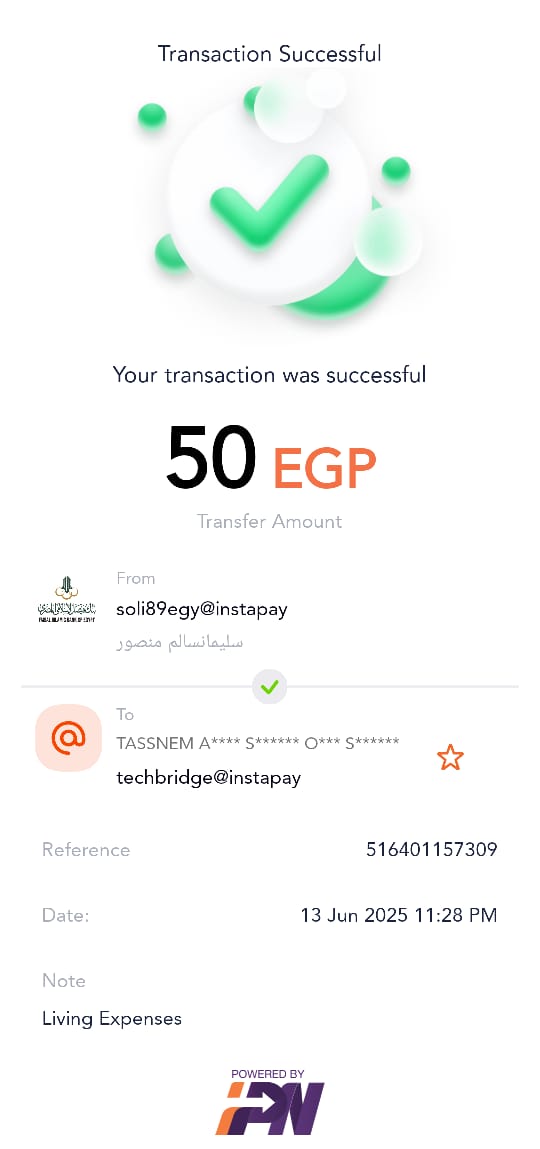 Transaction Successful
Your transaction was successful
50 EGP
Transfer Amount
From
soli89egy@instapay
سليمانسالم منصور
To
TASSNEM A**** S****** O*** S******
techbridge@instapay
Reference
516401157309
Date:
13 Jun 2025 11:28 PM
Note
Living Expenses
POWERED BY
IPN